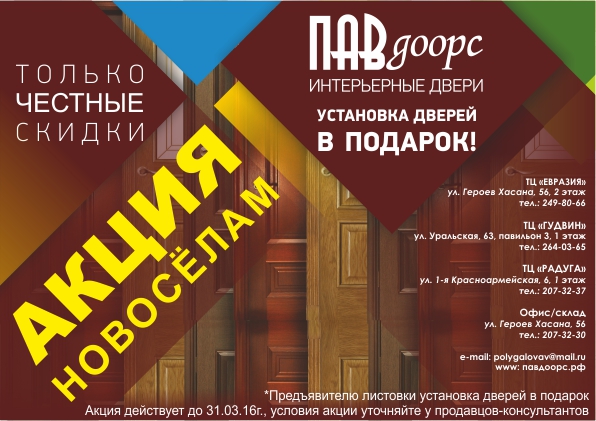 ТОЛЬКО
ЧЕСТНЫЕ
СКИДКИ
ПАВдоорс
ИНТЕРЬЕРНЫЕ ДВЕРИ
УСТАНОВКА ДВЕРЕЙ
В ПОДАРОК!
АКЦИЯ
НОВОСЁЛАМ
ТЦ «ЕВРАЗИЯ»
ул. Героев Хасана, 56, 2 этаж
тел.: 249-80-66
ТЦ «ГУДВИН»
ул. Уральская, 63, павильон 3, 1 этаж
тел.: 264-03-65
ТЦ «РАДУГА»
ул. 1-я Красноармейская, 6, 1 этаж
тел.: 207-32-37
Офис/склад
ул. Героев Хасана, 56
тел.: 207-32-30
e-mail: polygalovav@mail.ru
www: павдоорс.рф
*Предъявителю листовки установка дверей в подарок
Акция действует до 31.03.16г., условия акции уточняйте у продавцов-консультантов